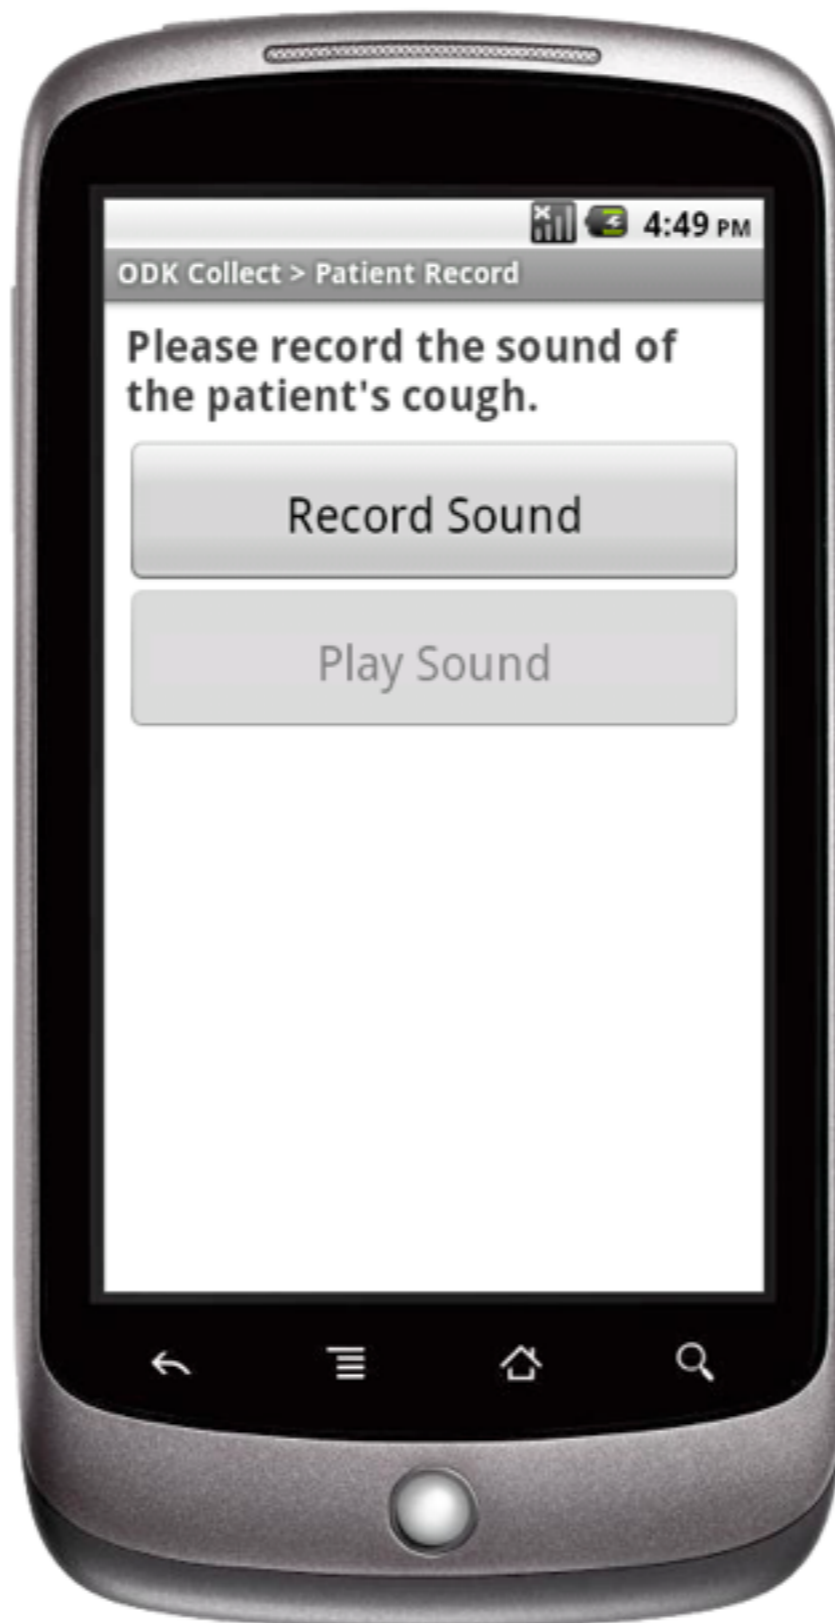 4:49 PM
ODK Collect > Patient Record
Please record the sound of
the patient's cough.
Record Sound
Play Sound